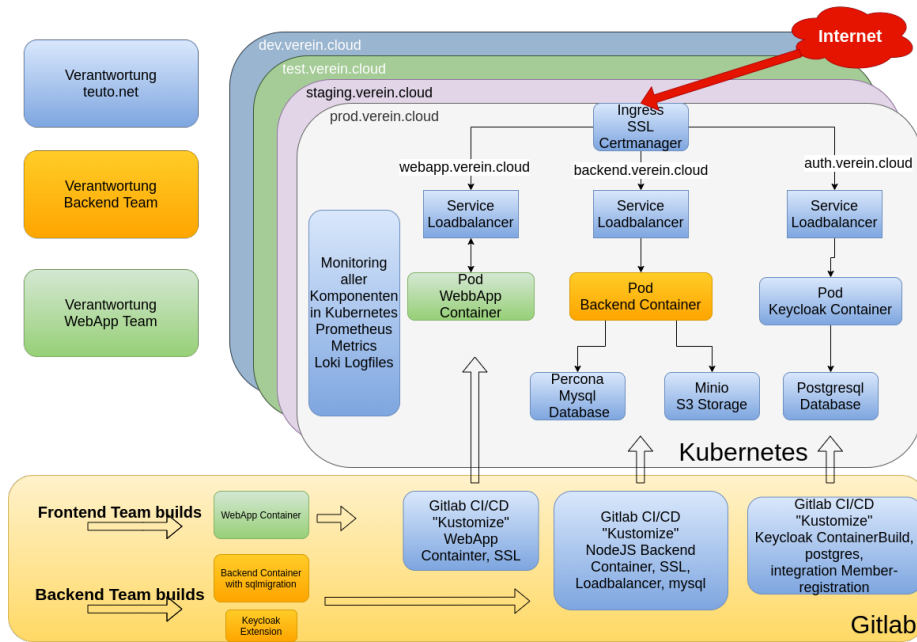 Internet
Verantwortung
teuto.net
Verantwortung
Backend Team
Verantwortung
WebApp Team
dev.verein.cloud
test.verein.cloud
staging.verein.cloud
prod.verein.cloud
Ingress
SSL
Certmanager
webapp.verein.cloud
backend.verein.cloud
auth.verein.cloud
Service
Loadbalancer
Service
Loadbalancer
Service
Loadbalancer
Monitoring
aller
Komponenten
in Kubernetes
Prometheus
Metrics
Loki Logfiles
Pod
WebbApp
Container
Pod
Backend Container
Pod
Keycloak Container
Percona
Mysql
Database
Minio
S3 Storage
Postgresql
Database
Kubernetes
Frontend Team builds
WebApp Container
Backend Team builds
Backend Container
with sqlmigration
Keycloak
Extension
Gitlab CI/CD
"Kustomize"
WebApp
Containter, SSL
Gitlab CI/CD
"Kustomize"
NodeJS Backend
Container, SSL,
Loadbalancer, mysql
Gitlab CI/CD
"Kustomize"
Keycloak ContainerBuild,
postgres,
integration Member-
registration
Gitlab